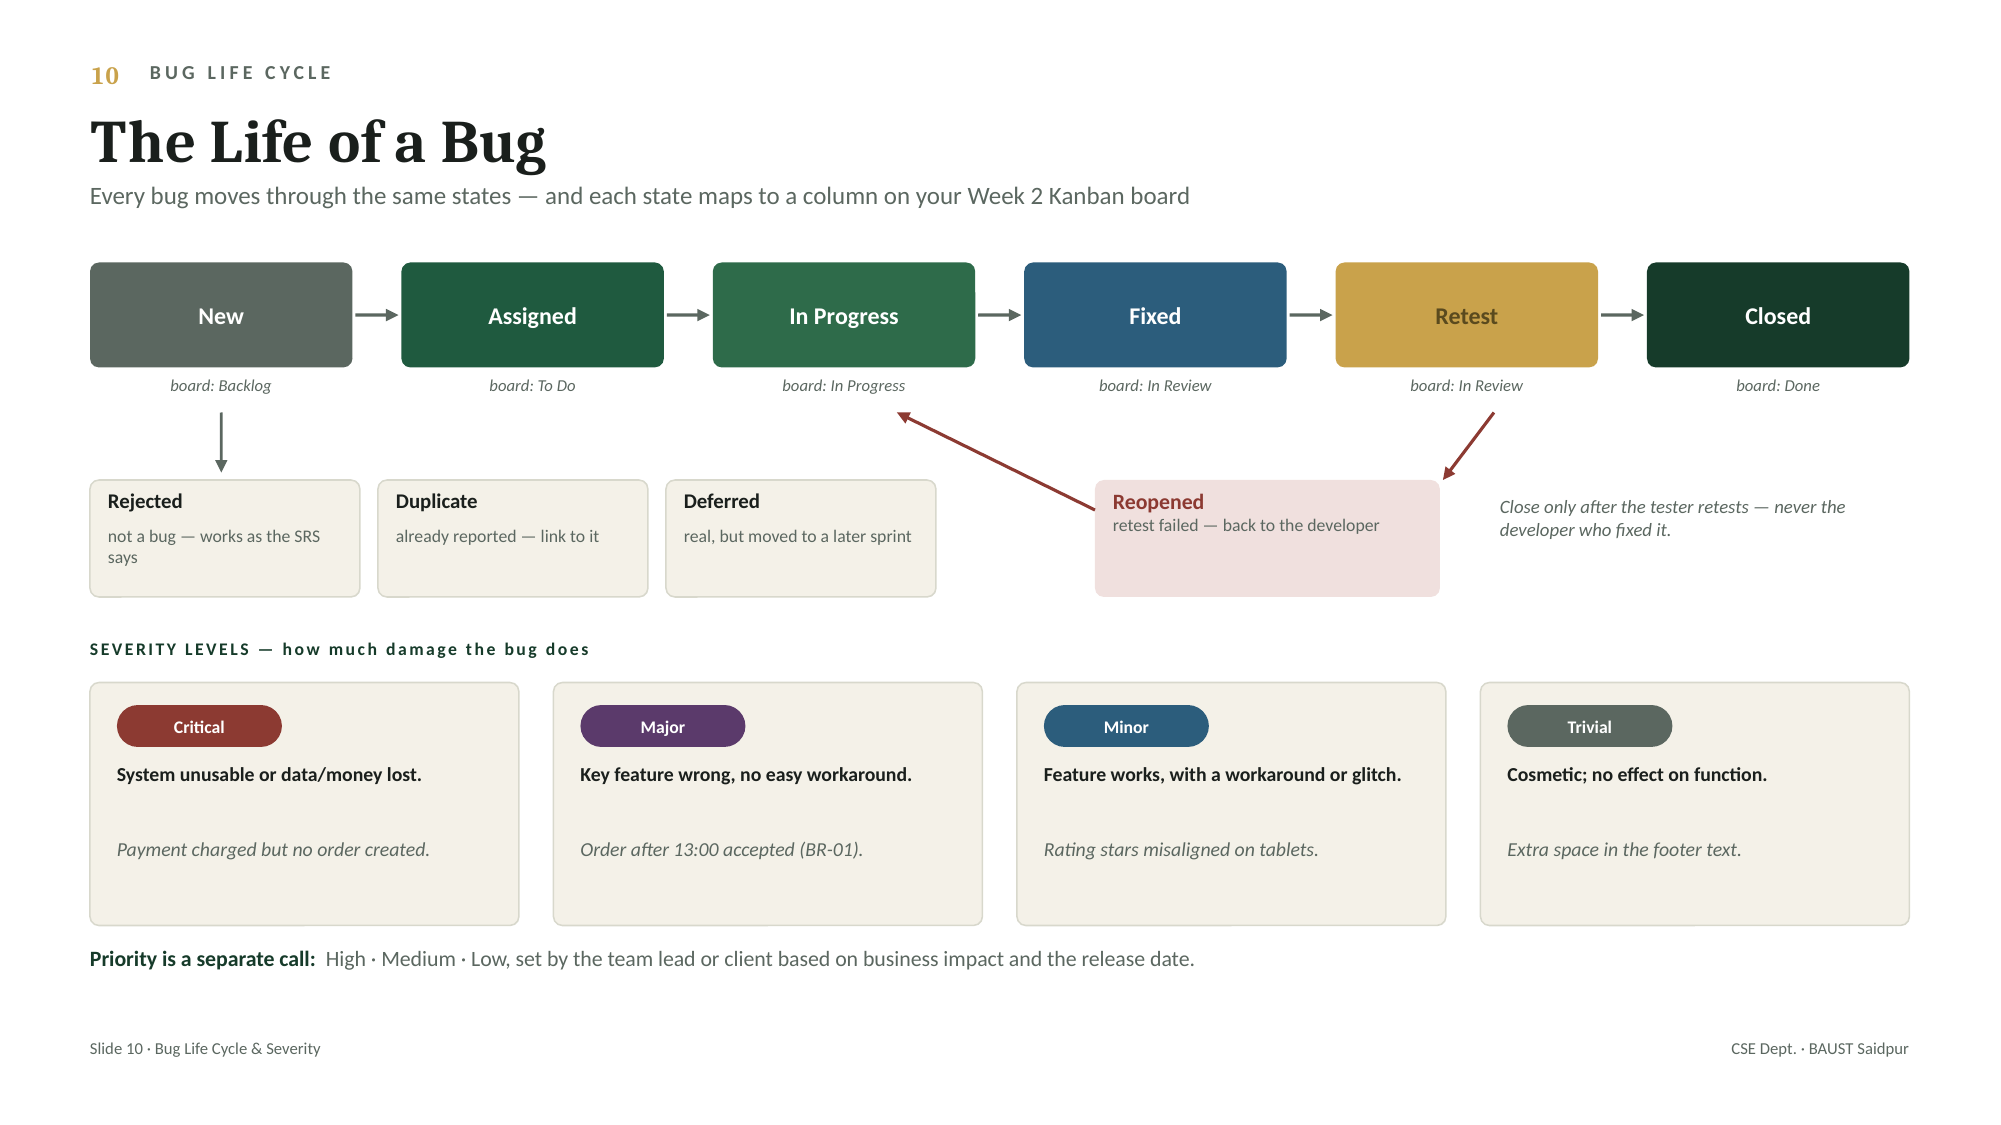 10 BUG LIFE CYCLE
The Life of a Bug
Every bug moves through the same states — and each state maps to a column on your Week 2 Kanban board
New
Assigned
In Progress
Fixed
Retest
Closed
board: Backlog
board: To Do
board: In Progress
board: In Review
board: In Review
board: Done
Rejected
not a bug — works as the SRS
says
Duplicate
already reported — link to it
Deferred
real, but moved to a later sprint
Reopened
retest failed — back to the developer
Close only after the tester retests — never the
developer who fixed it.
SEVERITY LEVELS — how much damage the bug does
Critical
System unusable or data/money lost.
Payment charged but no order created.
Major
Key feature wrong, no easy workaround.
Order after 13:00 accepted (BR-01).
Minor
Feature works, with a workaround or glitch.
Rating stars misaligned on tablets.
Trivial
Cosmetic; no effect on function.
Extra space in the footer text.
Priority is a separate call: High · Medium · Low, set by the team lead or client based on business impact and the release date.
Slide 10 · Bug Life Cycle & Severity
CSE Dept. · BAUST Saidpur